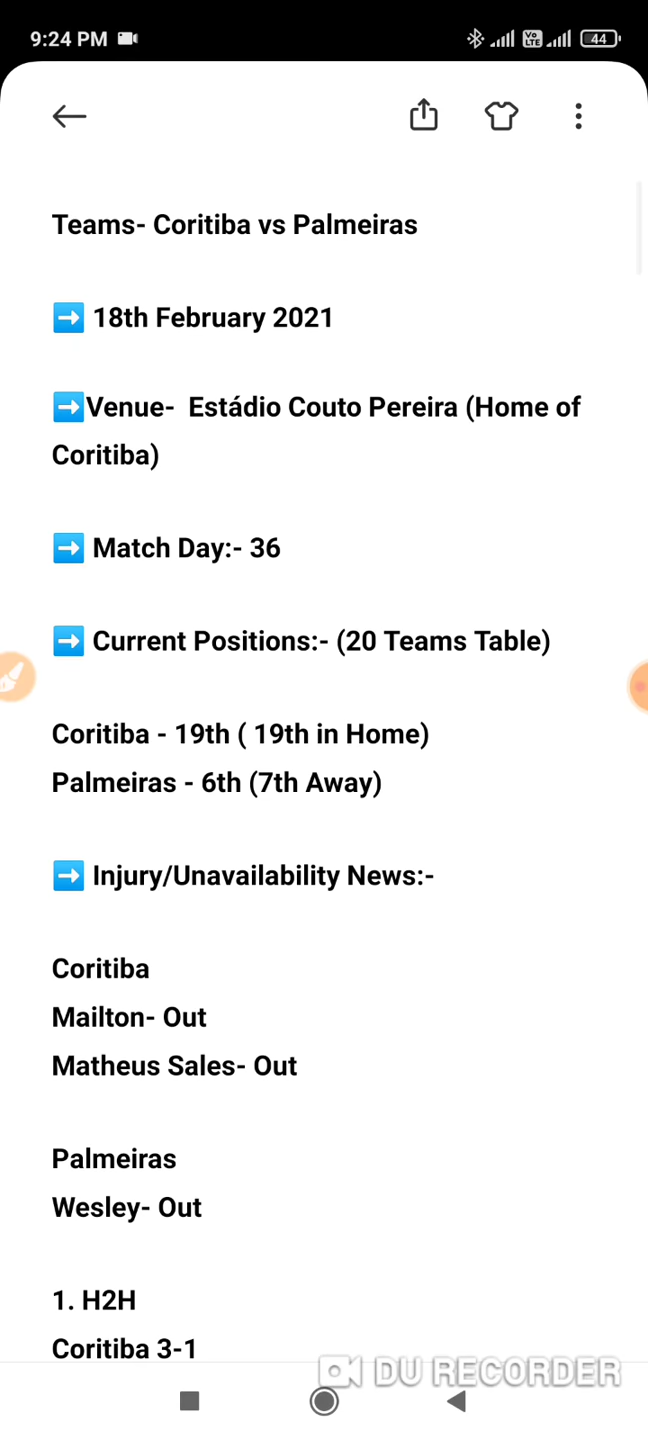 9:24 PM
Vo
LTE
44
Teams- Coritiba vs Palmeiras
➡️ 18th February 2021
➡️Venue-  Estádio Couto Pereira (Home of
Coritiba)
➡️ Match Day:- 36
➡️ Current Positions:- (20 Teams Table)
Coritiba - 19th ( 19th in Home)
Palmeiras - 6th (7th Away)
➡️ Injury/Unavailability News:-
Coritiba
Mailton- Out
Matheus Sales- Out
Palmeiras
Wesley- Out
1. H2H
Coritiba 3-1
DU RECORDER